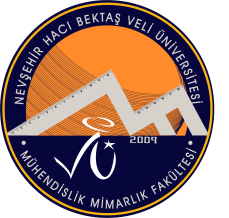 NEVŞEHİR HACI BEKTAŞ VELİ ÜNİVERSİTESİ
2009
MÜHENDİSLİK MİMARLIK FAKÜLTESİ